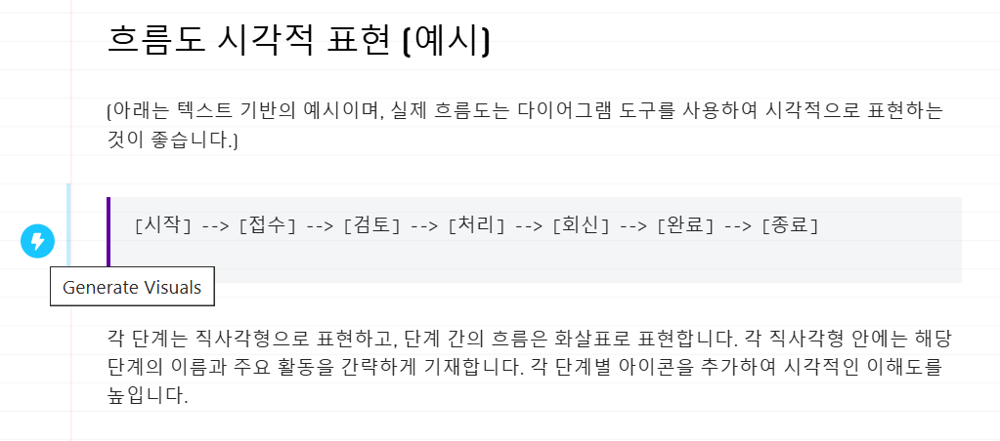 흐름도 시각적 표현 (예시)
(아래는 텍스트 기반의 예시이며, 실제 흐름도는 다이어그램 도구를 사용하여 시각적으로 표현하는
것이 좋습니다.)
[시작] --> [접수] --> [검토] --> [처리] --> [회신] --> [완료] --> [종료]
Generate Visuals
각 단계는 직사각형으로 표현하고, 단계 간의 흐름은 화살표로 표현합니다. 각 직사각형 안에는 해당
단계의 이름과 주요 활동을 간략하게 기재합니다. 각 단계별 아이콘을 추가하여 시각적인 이해도를
높입니다.